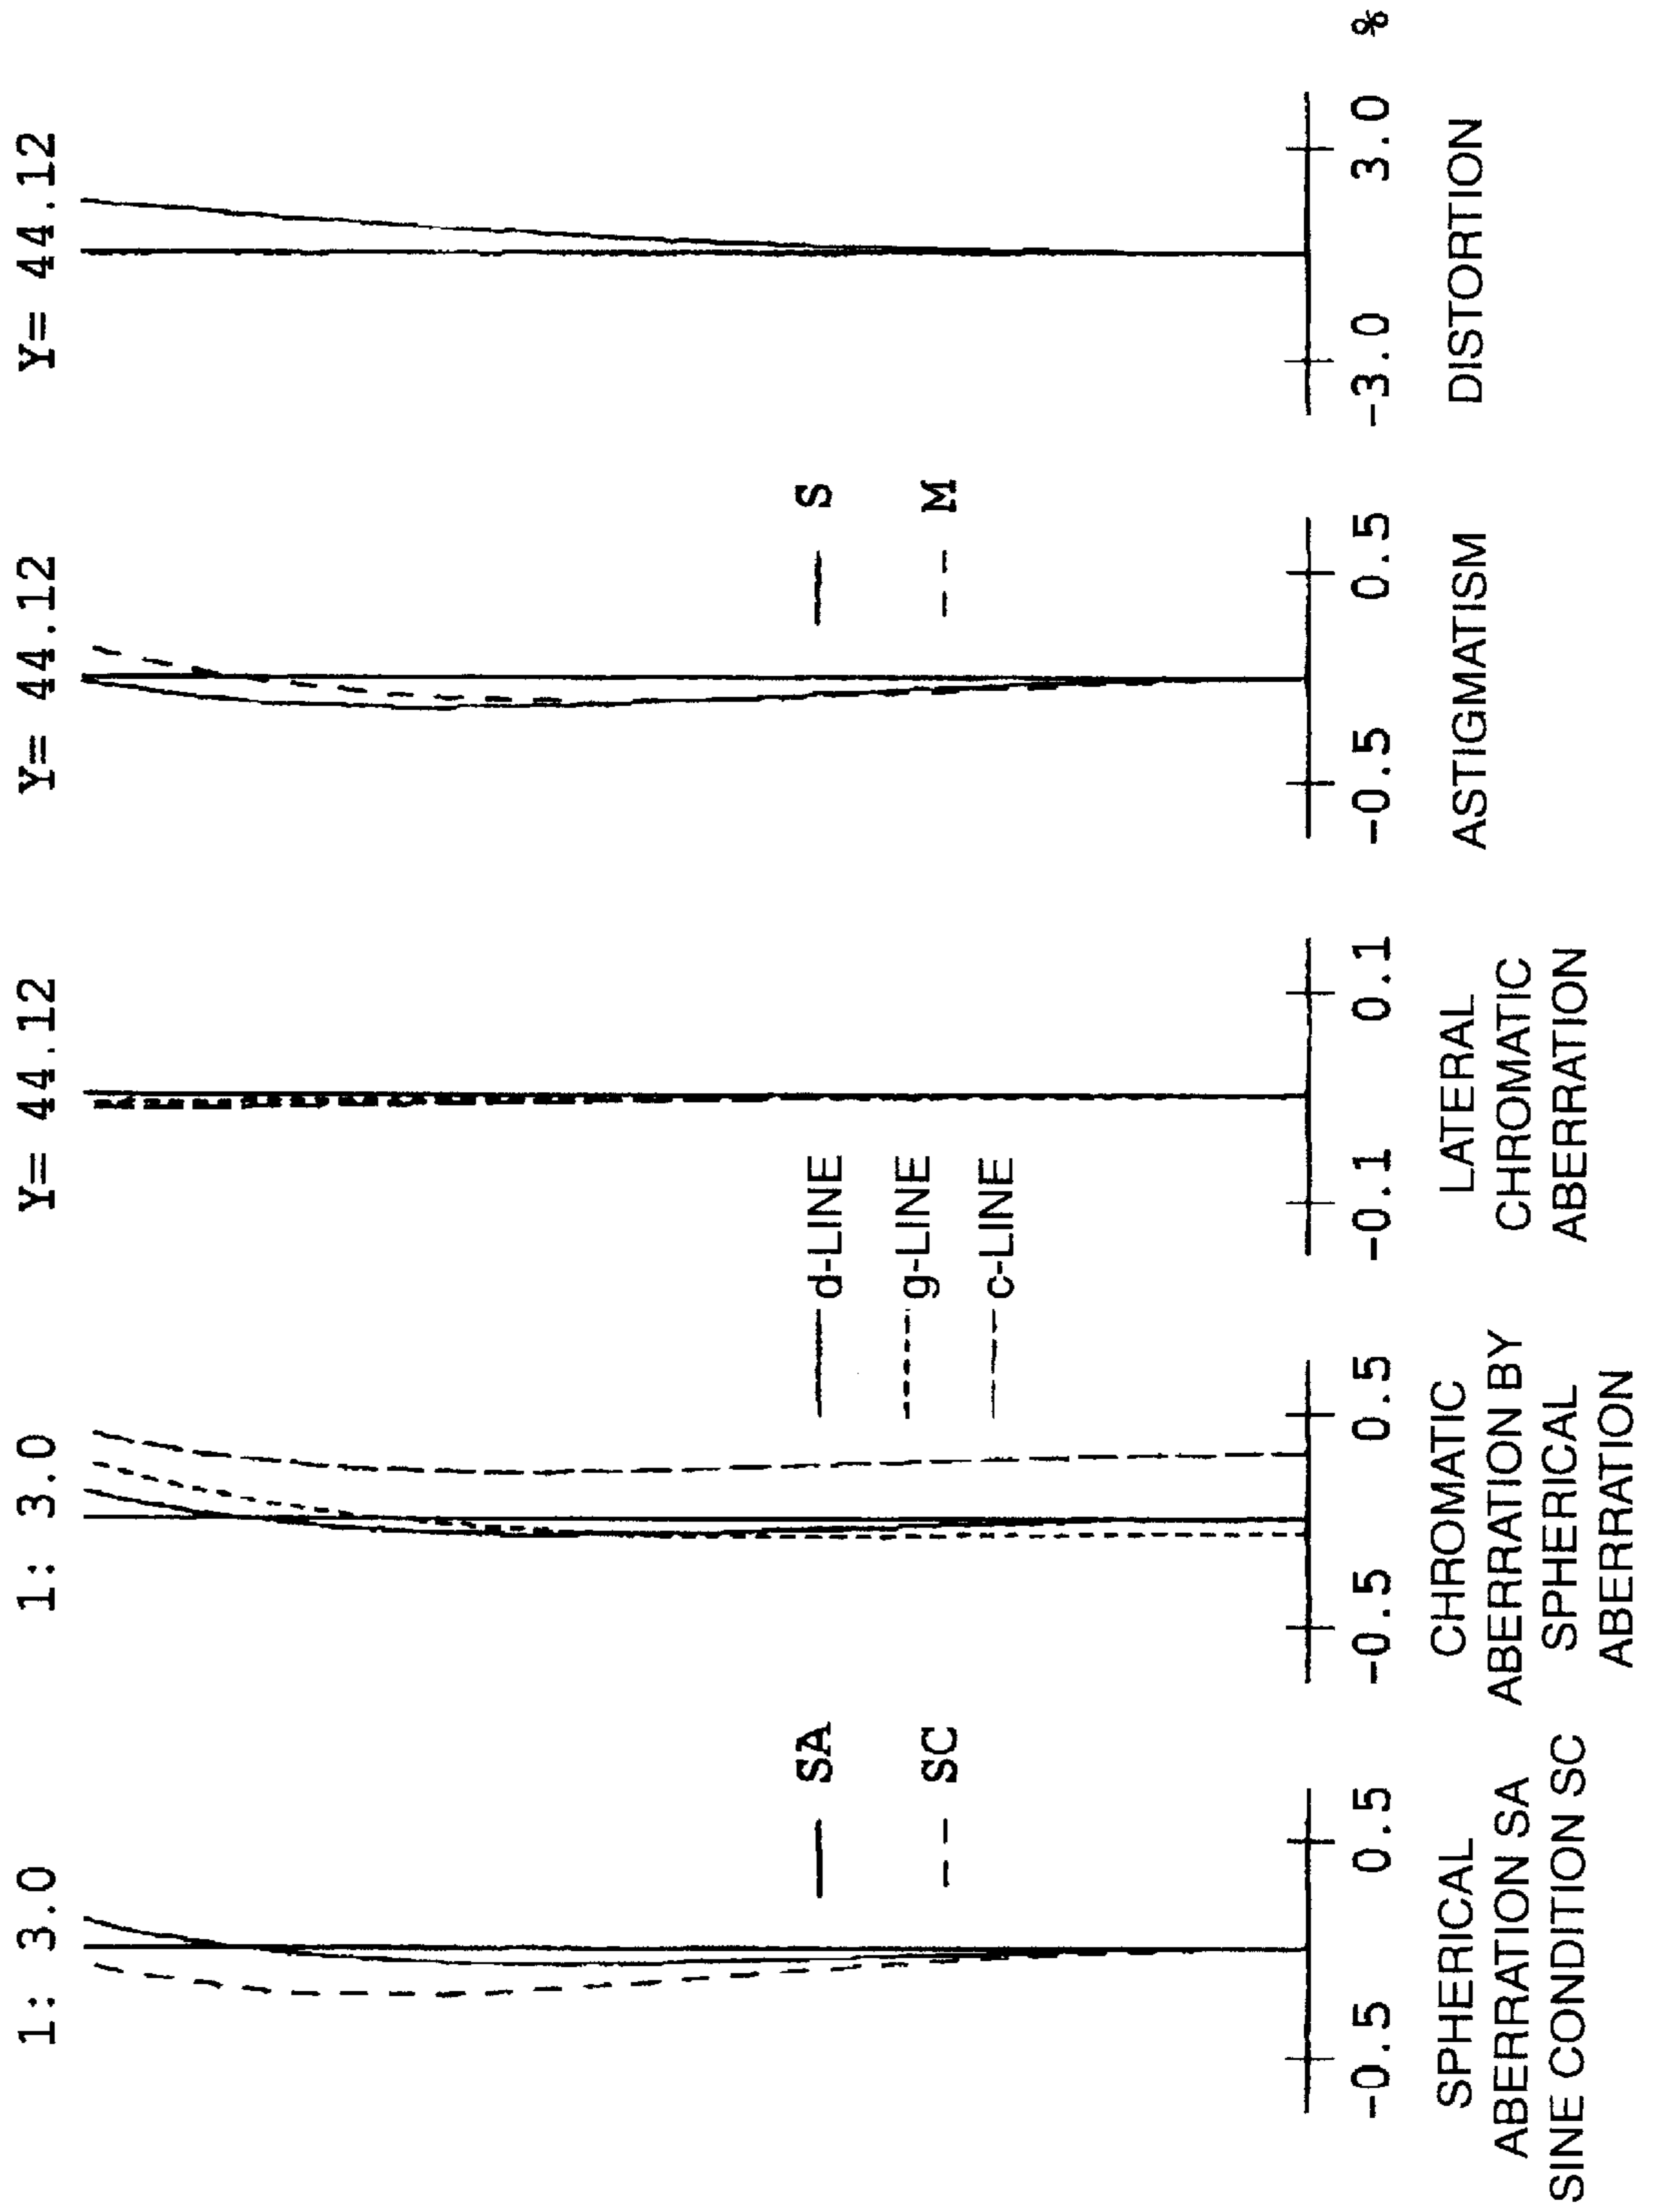 1: 3.0
SA
SC
-0.5
0.5
SPHERICAL
ABERRATION SA
SINE CONDITION SC
1: 3.0
d-LINE
g-LINE
c-LINE
-0.5
0.5
CHROMATIC
ABERRATION BY
SPHERICAL
ABERRATION
Y= 44.12
-0.1
0.1
LATERAL
CHROMATIC
ABERRATION
Y= 44.12
S
M
-0.5
0.5
ASTIGMATISM
Y= 44.12
-3.0
3.0
%
DISTORTION